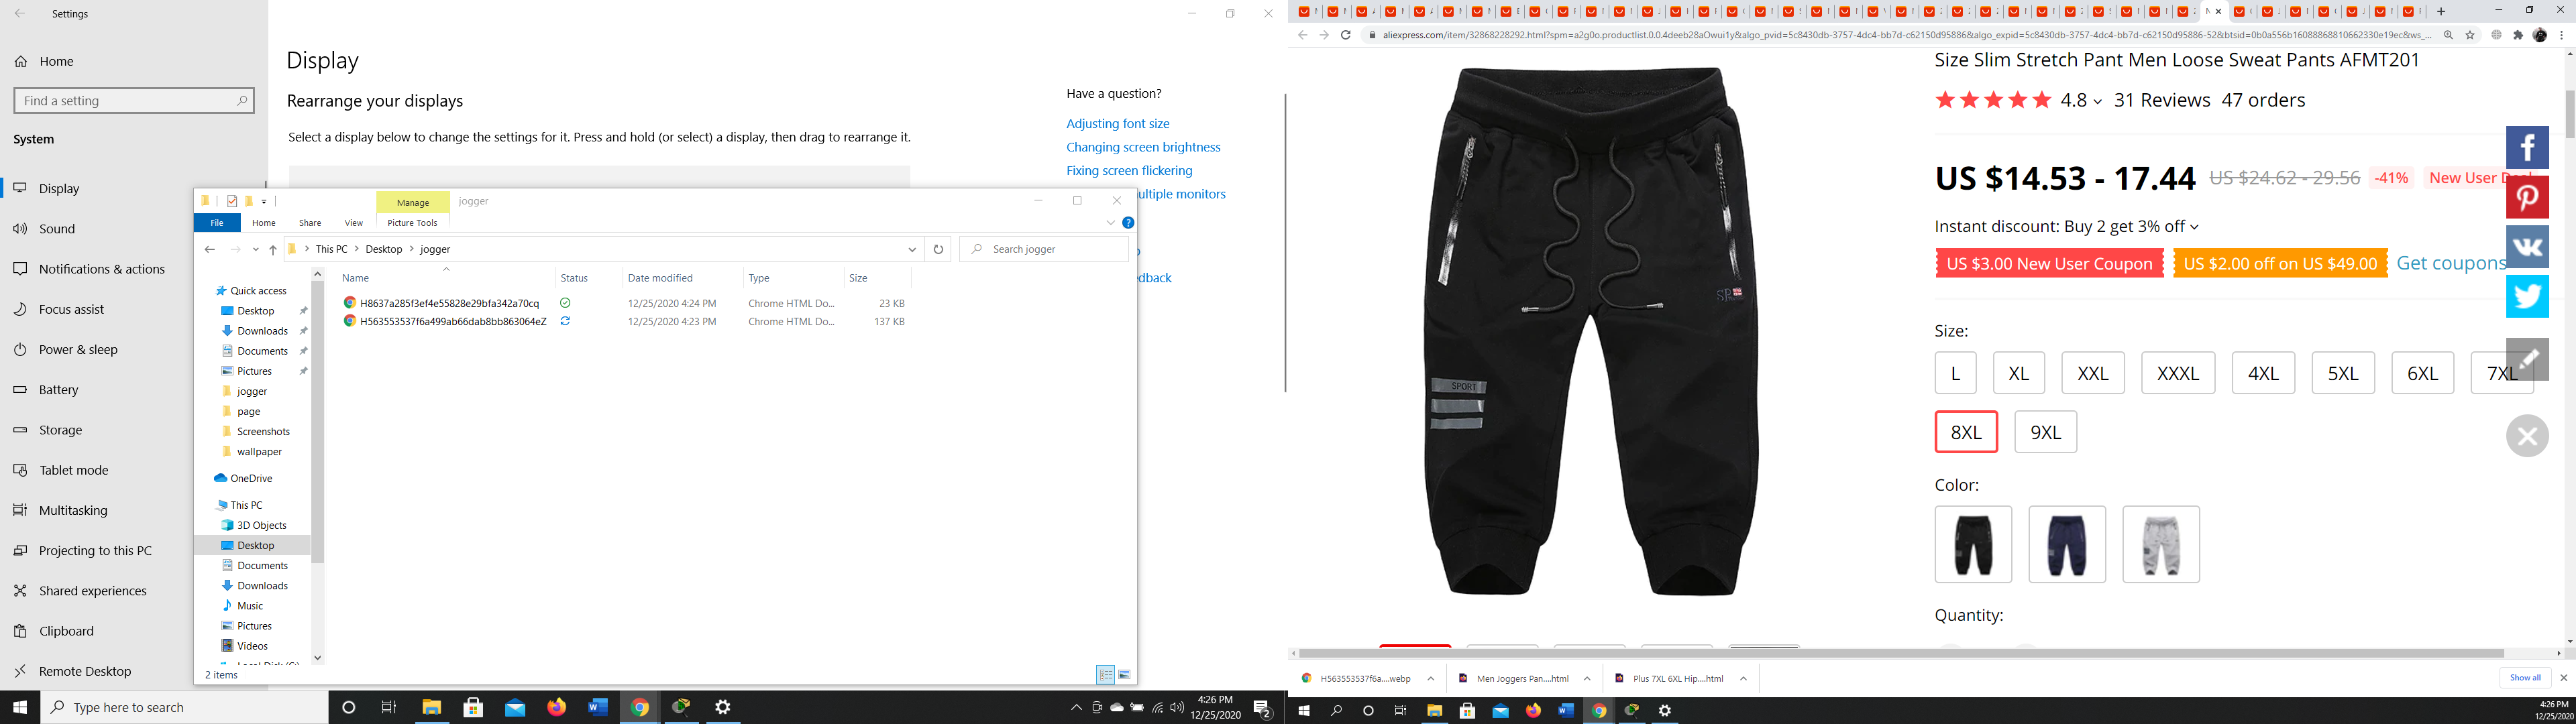 Settings
Home
Find a setting
System
Display
Sound
Notifications & actions
Focus assist
Power & sleep
Battery
Storage
Tablet mode
Multitasking
Projecting to this PC
Shared experiences
Clipboard
Remote Desktop
Display
Rearrange your displays
Select a display below to change the settings for it. Press and hold (or select) a display, then drag to rearrange it.
Have a question?
Adjusting font size
Changing screen brightness
Fixing screen flickering
ultiple monitors
dback
Manage
jogger
File
Home
Share
View
Picture Tools
This PC > Desktop > jogger
Search jogger
Name
Status
Date modified
Type
Size
H8637a285f3ef4e55828e29bfa342a70cq
12/25/2020 4:24 PM
Chrome HTML Do...
23 KB
H563553537f6a499ab66dab8bb863064eZ
12/25/2020 4:23 PM
Chrome HTML Do...
137 KB
Quick access
Desktop
Downloads
Documents
Pictures
jogger
page
Screenshots
wallpaper
OneDrive
This PC
3D Objects
Desktop
Documents
Downloads
Music
Pictures
Videos
2 items
Type here to search
4:26 PM
12/25/2020
2
aliexpress.com/item/32868228292.html?spm=a2g0o.productlist.0.0.4deeb28aOwui1y&algo_pvid=5c8430db-3757-4dc4-bb7d-c62150d95886&algo_expid=5c8430db-3757-4dc4-bb7d-c62150d95886-52&btsid=0b0a556b16088868810662330e19ec&ws_...
Size Slim Stretch Pant Men Loose Sweat Pants AFMT201
4.8 31 Reviews 47 orders
US $14.53 - 17.44 US $24.62 - 29.56 -41% New User Deal
Instant discount: Buy 2 get 3% off
US $3.00 New User Coupon US $2.00 off on US $49.00 Get coupons
Size:
L XL XXL XXXL 4XL 5XL 6XL 7XL
8XL 9XL
Color:
Quantity:
SPORT
SP
H563553537f6a....webp
Men Joggers Pan....html
Plus 7XL 6XL Hip....html
Show all
4:26 PM
12/25/2020